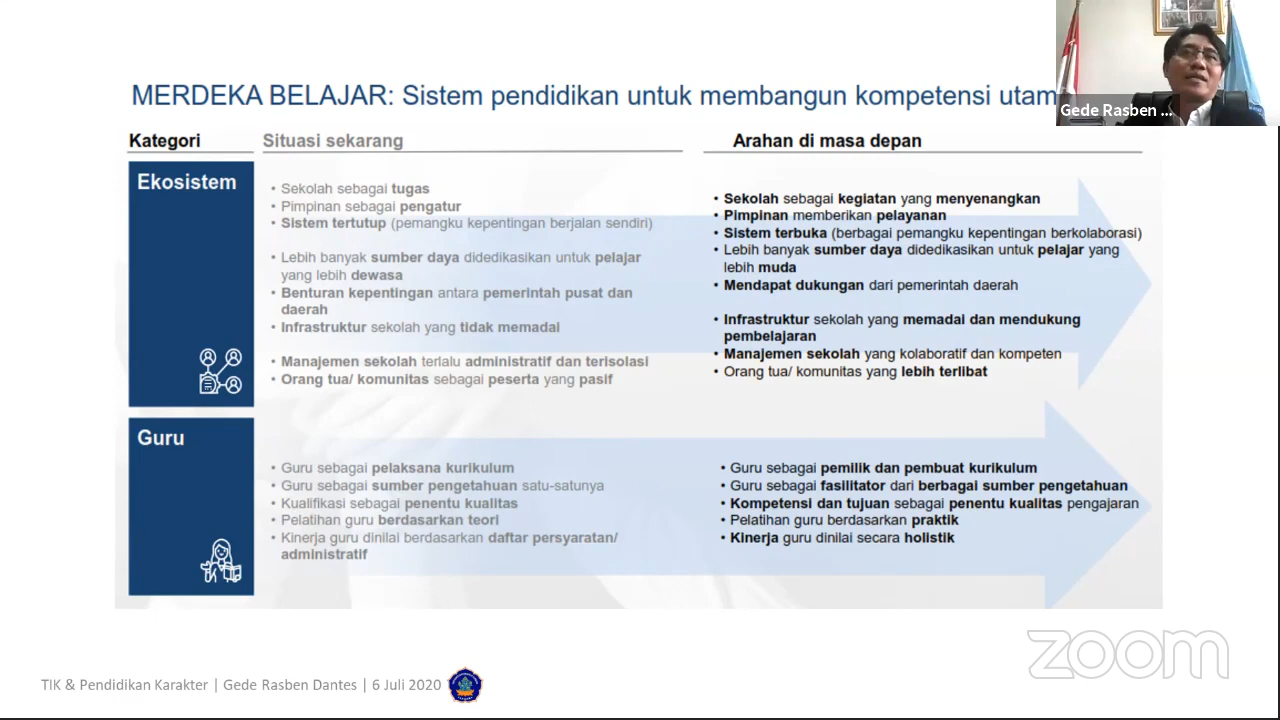 MERDEKA BELAJAR: Sistem pendidikan untuk membangun kompetensi utam
Gede Rasben ...
Kategori
Situasi sekarang
Arahan di masa depan
Ekosistem
• Sekolah sebagai tugas
• Pimpinan sebagai pengatur
• Sistem tertutup (pemangku kepentingan berjalan sendiri)
• Lebih banyak sumber daya didedikasikan untuk pelajar
yang lebih dewasa
• Benturan kepentingan antara pemerintah pusat dan
daerah
• Infrastruktur sekolah yang tidak memadai
• Manajemen sekolah terlalu administratif dan terisolasi
• Orang tua/ komunitas sebagai peserta yang pasif
• Sekolah sebagai kegiatan yang menyenangkan
• Pimpinan memberikan pelayanan
• Sistem terbuka (berbagai pemangku kepentingan berkolaborasi)
• Lebih banyak sumber daya didedikasikan untuk pelajar yang
lebih muda
• Mendapat dukungan dari pemerintah daerah
• Infrastruktur sekolah yang memadai dan mendukung
pembelajaran
• Manajemen sekolah yang kolaboratif dan kompeten
• Orang tua/ komunitas yang lebih terlibat
Guru
• Guru sebagai pelaksana kurikulum
• Guru sebagai sumber pengetahuan satu-satunya
• Kualifikasi sebagai penentu kualitas
• Pelatihan guru berdasarkan teori
• Kinerja guru dinilai berdasarkan daftar persyaratan/
administratif
• Guru sebagai pemilik dan pembuat kurikulum
• Guru sebagai fasilitator dari berbagai sumber pengetahuan
• Kompetensi dan tujuan sebagai penentu kualitas pengajaran
• Pelatihan guru berdasarkan praktik
• Kinerja guru dinilai secara holistik
zoom
TIK & Pendidikan Karakter | Gede Rasben Dantes | 6 Juli 2020